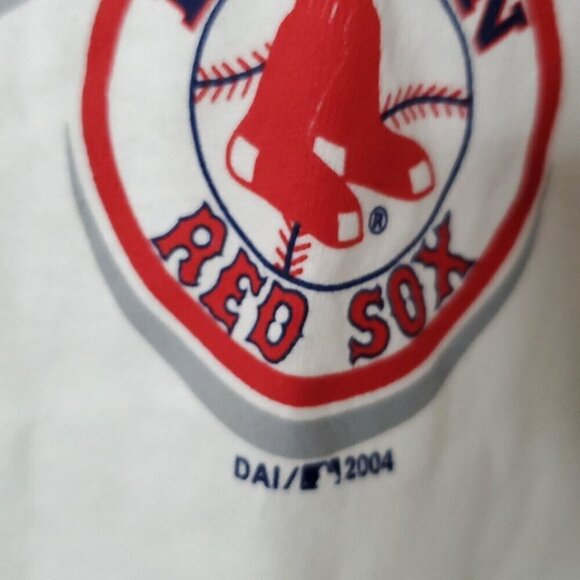 RED SOX
®
DAI/ 2004